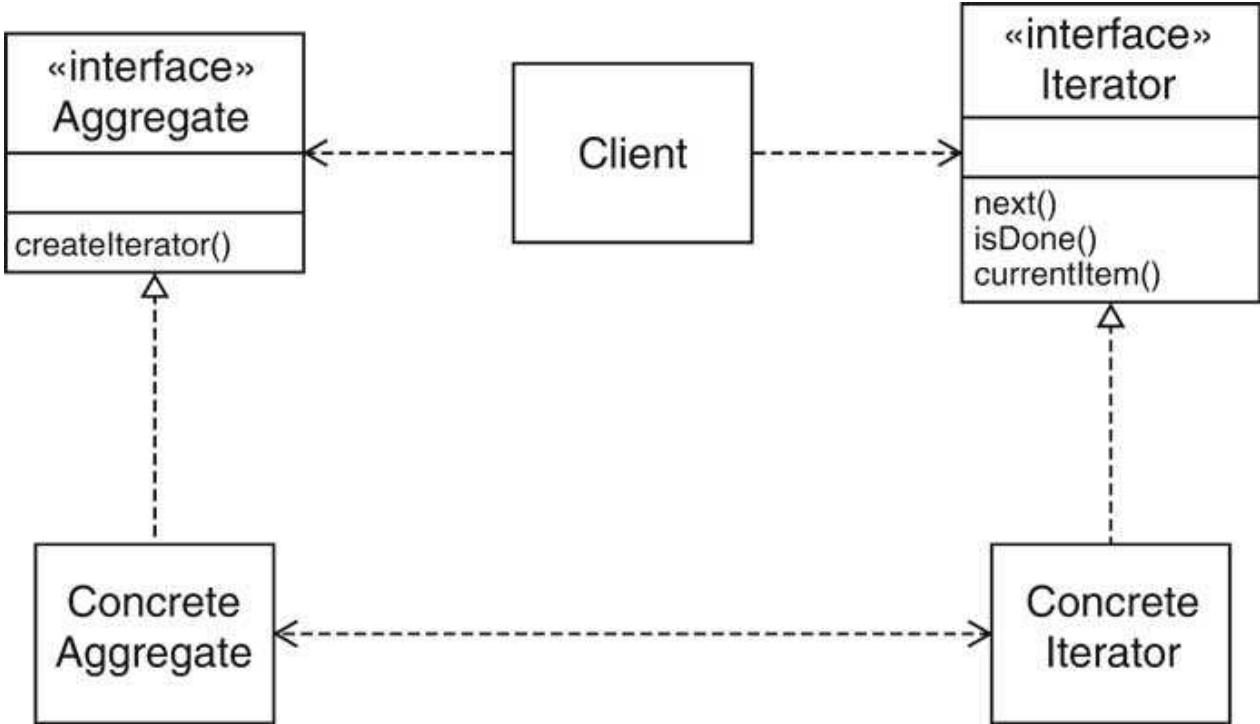 «interface»
Aggregate
createIterator()
Client
«interface»
Iterator
next()
isDone()
currentItem()
Concrete
Aggregate
Concrete
Iterator